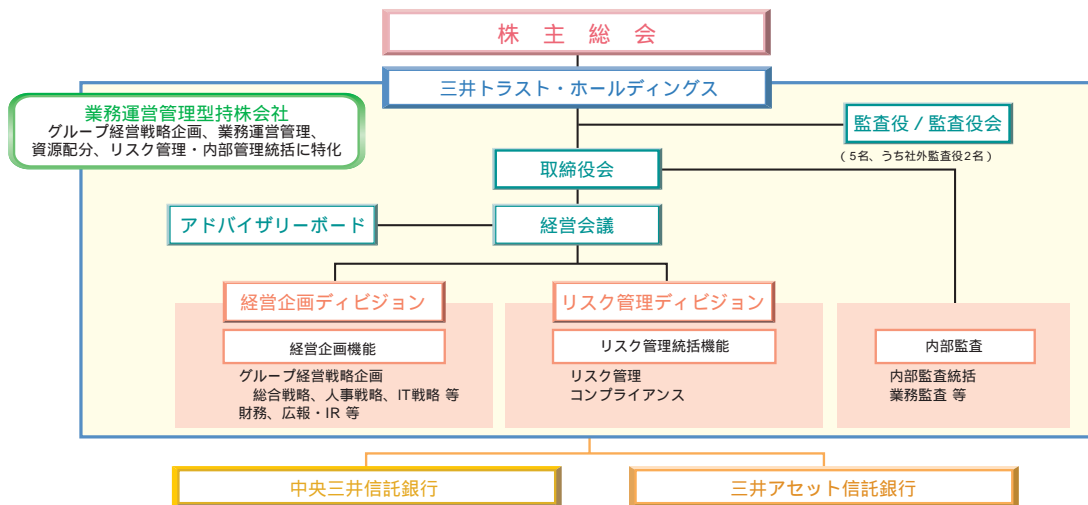 株 主 総 会
三井トラスト・ホールディングス
業務運営管理型持株会社
グループ経営戦略企画、業務運営管理、
資源配分、リスク管理・内部管理統括に特化
監査役 / 監査役会
(5名、うち社外監査役2名)
取締役会
アドバイザリーボード
経営会議
経営企画ディビジョン
リスク管理ディビジョン
経営企画機能
リスク管理統括機能
内部監査
グループ経営戦略企画
総合戦略、人事戦略、IT戦略 等
財務、広報・IR 等
リスク管理
コンプライアンス
内部監査統括
業務監査 等
中央三井信託銀行
三井アセット信託銀行